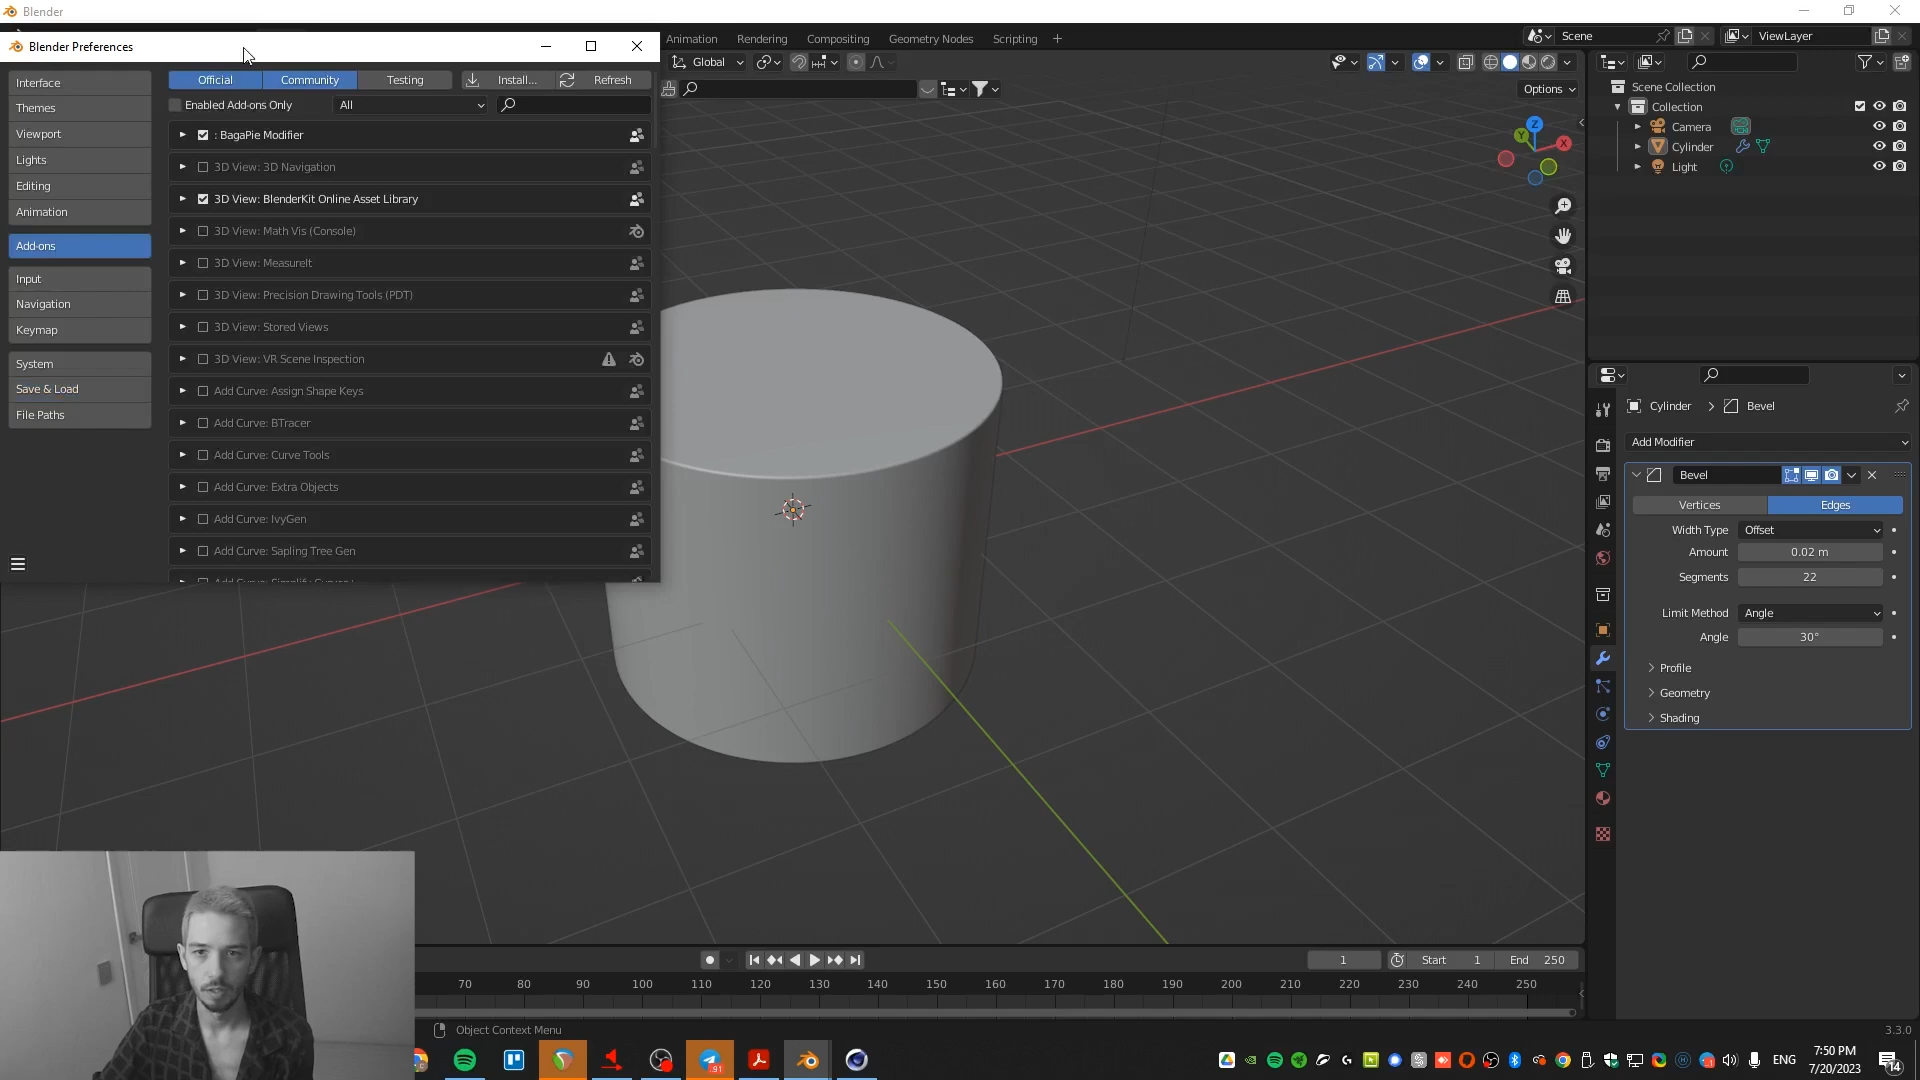 Blender
Blender Preferences
Animation
Rendering
Compositing
Geometry Nodes
Scripting
Scene
ViewLayer
Interface
Themes
Viewport
Lights
Editing
Animation
Add-ons
Input
Navigation
Keymap
System
Save & Load
File Paths
Official
Community
Testing
Install...
Refresh
Enabled Add-ons Only
All
: BagaPie Modifier
3D View: 3D Navigation
3D View: BlenderKit Online Asset Library
3D View: Math Vis (Console)
3D View: MeasureIt
3D View: Precision Drawing Tools (PDT)
3D View: Stored Views
3D View: VR Scene Inspection
Add Curve: Assign Shape Keys
Add Curve: BTracer
Add Curve: Curve Tools
Add Curve: Extra Objects
Add Curve: IvyGen
Add Curve: Sapling Tree Gen
Global
Options
Z
Y
X
Scene Collection
Collection
Camera
Cylinder
Light
Cylinder
Bevel
Add Modifier
Bevel
Vertices
Edges
Width Type
Offset
Amount
0.02 m
Segments
22
Limit Method
Angle
Angle
30°
Profile
Geometry
Shading
1
Start
1
End
250
70 80 90 100 110 120 130 140 150 160 170 180 190 200 210 220 230 240 250
Object Context Menu
3.3.0
91
ENG
7:50 PM
7/20/2023
14